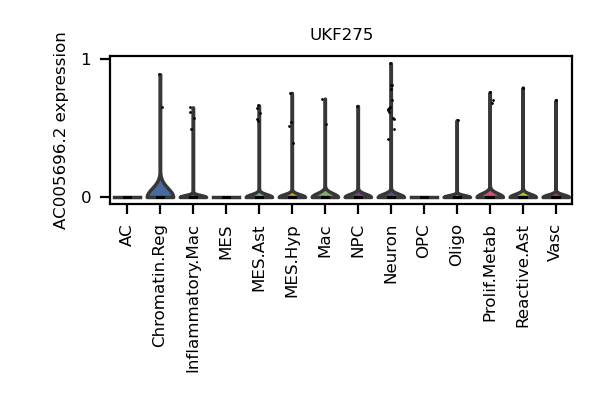 UKF275
AC005696.2 expression
1
0
AC
Chromatin.Reg
Inflammatory.Mac
MES
MES.Ast
MES.Hyp
Mac
NPC
Neuron
OPC
Oligo
Prolif.Metab
Reactive.Ast
Vasc